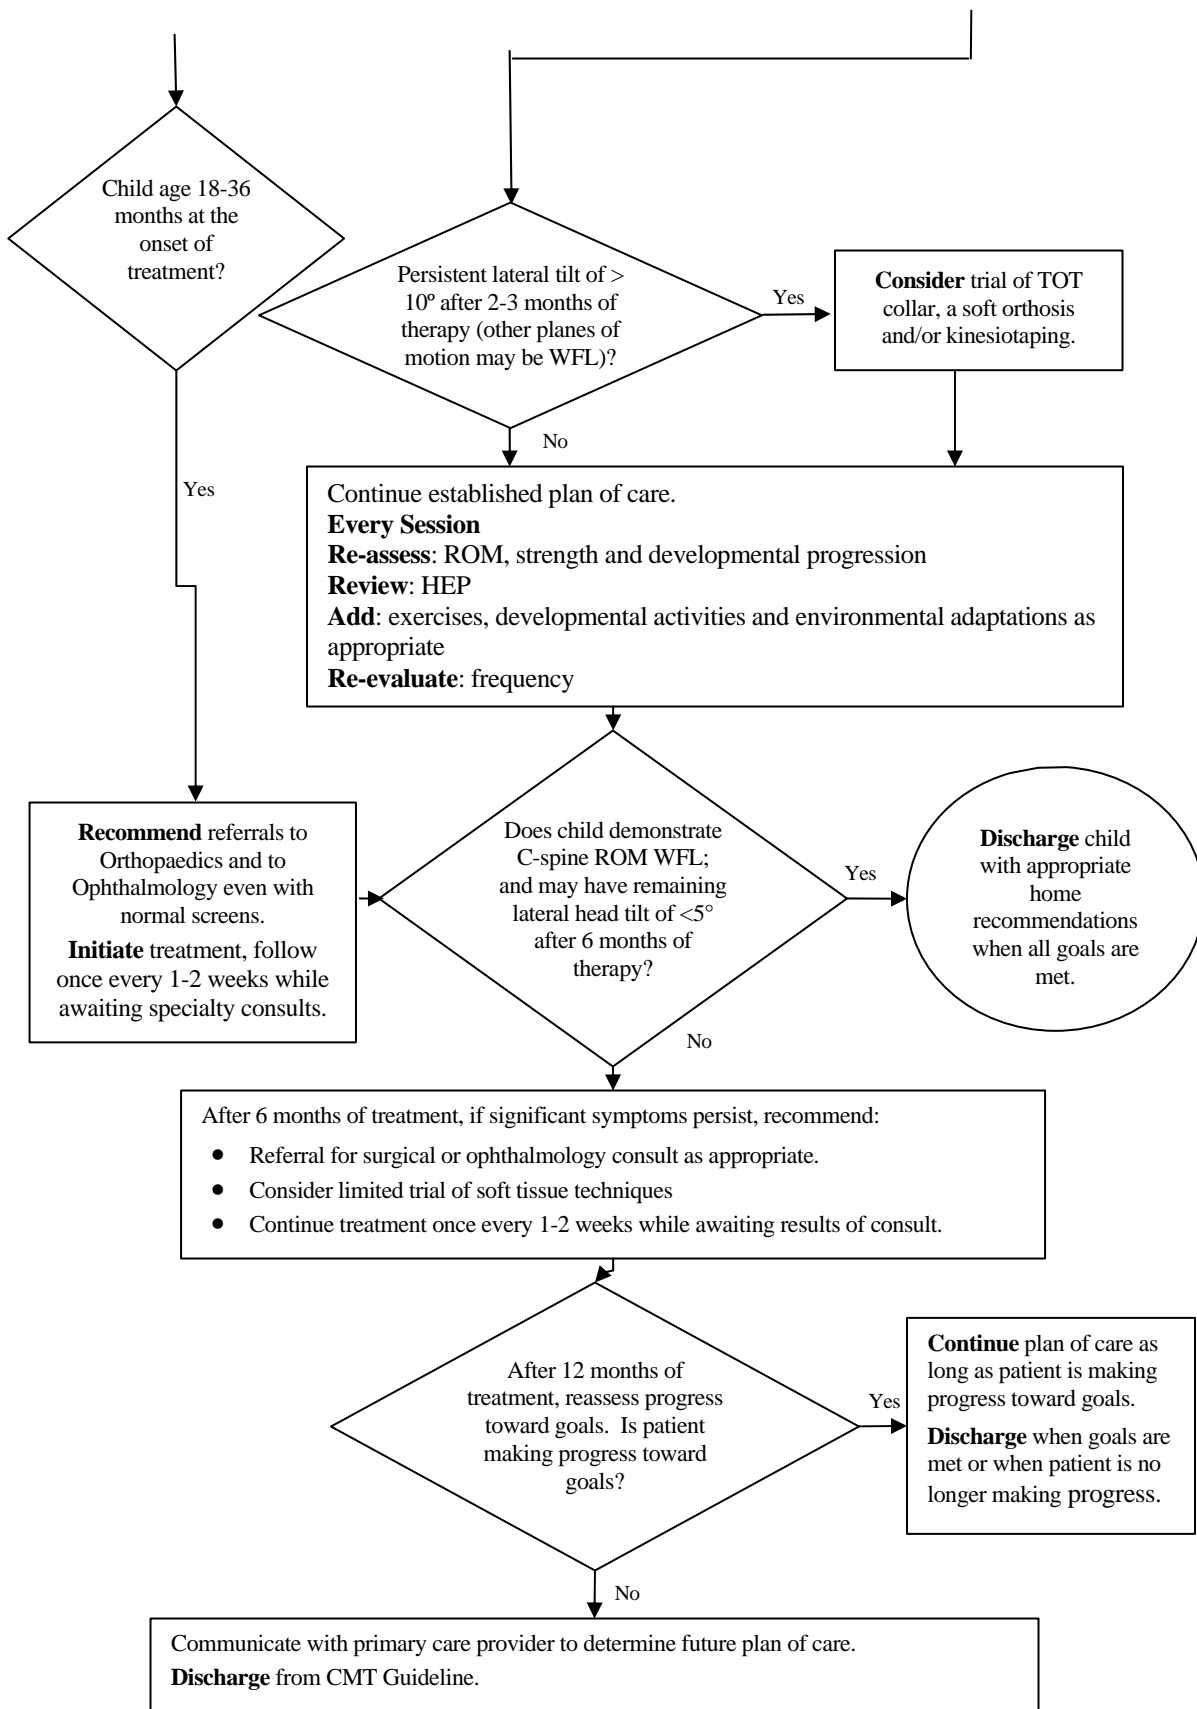 Child age 18-36
months at the
onset of
treatment?
Persistent lateral tilt of >
10º after 2-3 months of
therapy (other planes of
motion may be WFL)?
Yes
Consider trial of TOT
collar, a soft orthosis
and/or kinesiotaping.
No
Yes
Continue established plan of care.
Every Session
Re-assess: ROM, strength and developmental progression
Review: HEP
Add: exercises, developmental activities and environmental adaptations as
appropriate
Re-evaluate: frequency
Recommend referrals to
Orthopaedics and to
Ophthalmology even with
normal screens.
Initiate treatment, follow
once every 1-2 weeks while
awaiting specialty consults.
Does child demonstrate
C-spine ROM WFL;
and may have remaining
lateral head tilt of <5°
after 6 months of
therapy?
Yes
Discharge child
with appropriate
home
recommendations
when all goals are
met.
No
After 6 months of treatment, if significant symptoms persist, recommend:
• Referral for surgical or ophthalmology consult as appropriate.
• Consider limited trial of soft tissue techniques
• Continue treatment once every 1-2 weeks while awaiting results of consult.
After 12 months of
treatment, reassess progress
toward goals. Is patient
making progress toward
goals?
Yes
Continue plan of care as
long as patient is making
progress toward goals.
Discharge when goals are
met or when patient is no
longer making progress.
No
Communicate with primary care provider to determine future plan of care.
Discharge from CMT Guideline.